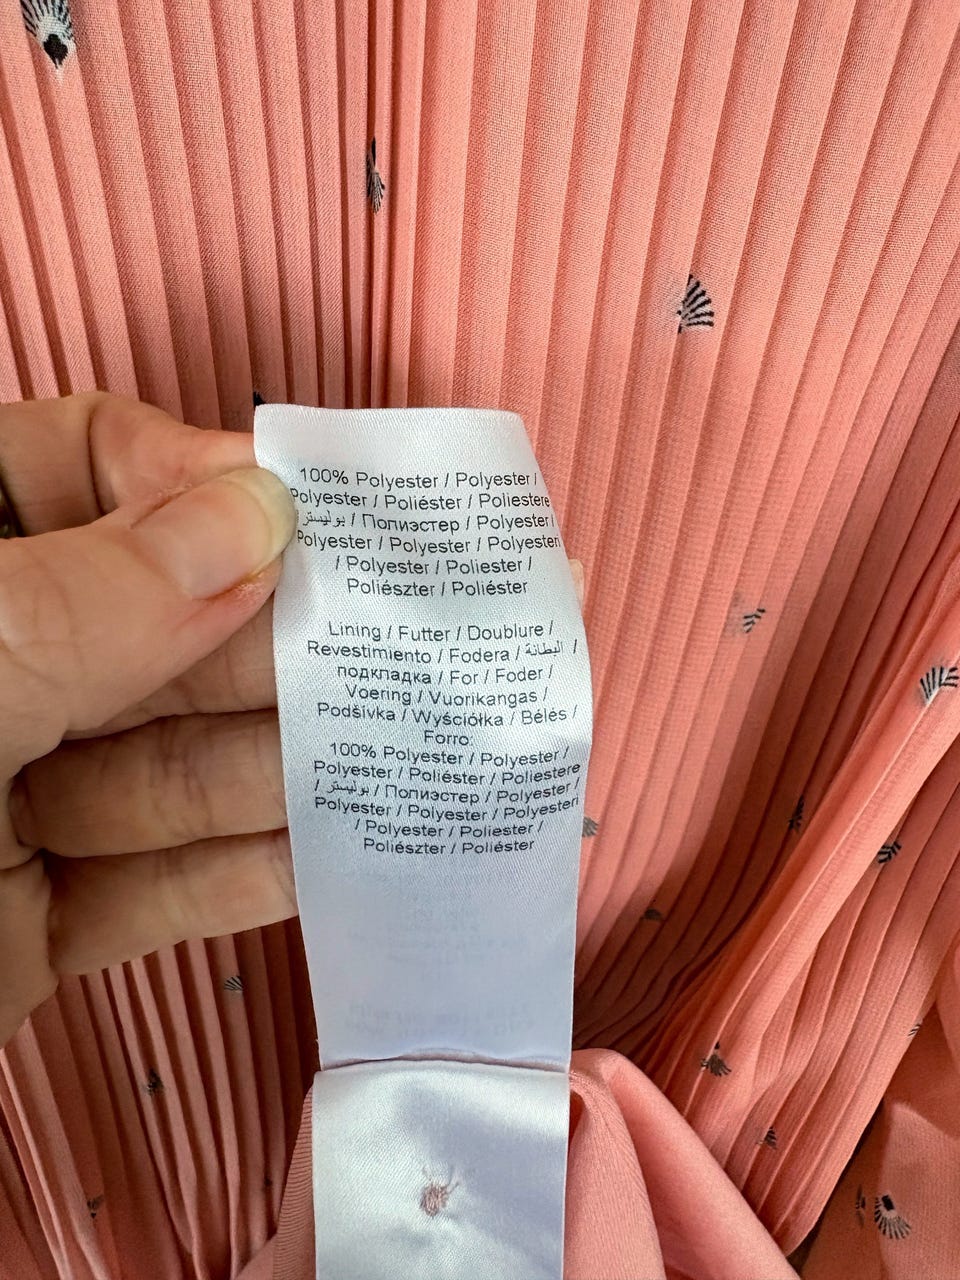 100% Polyester / Polyester /
Polyester / Poliéster / Poliestere
/ بوليستر / Полиэстер / Polyester /
Polyester / Polyester / Polyesteri
/ Polyester / Poliester /
Poliészter / Poliéster
Lining / Futter / Doublure /
Revestimiento / Fodera / البطانة /
подкладка / For / Foder /
Voering / Vuorikangas /
Podšívka / Wyściółka / Bélés /
Forro:
100% Polyester / Polyester /
Polyester / Poliéster / Poliestere
/ بوليستر / Полиэстер / Polyester /
Polyester / Polyester / Polyesteri
/ Polyester / Poliester /
Poliészter / Poliéster